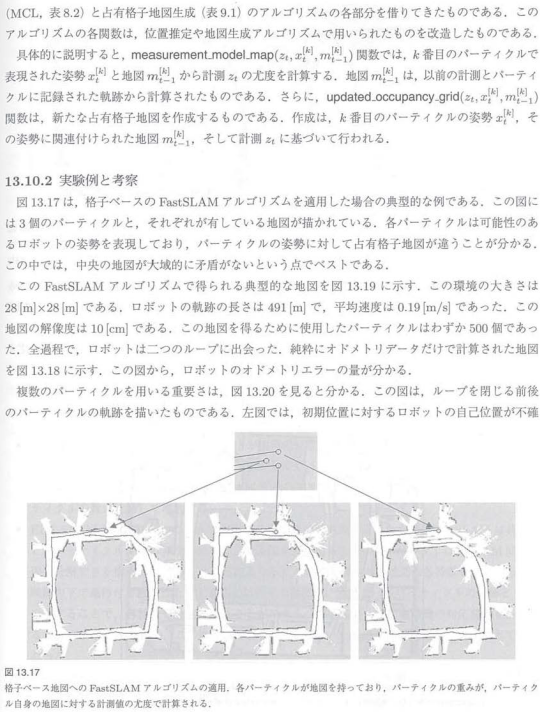 (MCL, 表 8.2) と占有格子地図生成 (表 9.1) のアルゴリズムの各部分を借りてきたものである. この
アルゴリズムの各関数は, 位置推定や地図生成アルゴリズムで用いられたものを改造したものである.
具体的に説明すると, measurement_model_map(z_t, x_t^[k], m_{t-1}^[k]) 関数では, k 番目のパーティクルで
表現された姿勢 x_t^[k] と地図 m_{t-1}^[k] から計測 z_t の尤度を計算する. 地図 m_{t-1}^[k] は, 以前の計測とパーティ
クルに記録された軌跡から計算されたものである. さらに, updated_occupancy_grid(z_t, x_t^[k], m_{t-1}^[k])
関数は, 新たな占有格子地図を作成するものである. 作成は, k 番目のパーティクルの姿勢 x_t^[k], そ
の姿勢に関連付けられた地図 m_{t-1}^[k], そして計測 z_t に基づいて行われる.
13.10.2 実験例と考察
図 13.17 は, 格子ベースの FastSLAM アルゴリズムを適用した場合の典型的な例である. この図に
は 3 個のパーティクルと, それぞれが有している地図が描かれている. 各パーティクルは可能性のあ
るロボットの姿勢を表現しており, パーティクルの姿勢に対して占有格子地図が違うことが分かる.
この中では, 中央の地図が大域的に矛盾がないという点でベストである.
この FastSLAM アルゴリズムで得られる典型的な地図を図 13.19 に示す. この環境の大きさは
28 [m]×28 [m] である. ロボットの軌跡の長さは 491 [m] で, 平均速度は 0.19 [m/s] であった. この
地図の解像度は 10 [cm] である. この地図を得るために使用したパーティクルはわずか 500 個であっ
た. 全過程で, ロボットは二つのループに出会った. 純粋にオドメトリデータだけで計算された地図
を図 13.18 に示す. この図から, ロボットのオドメトリエラーの量が分かる.
複数のパーティクルを用いる重要さは, 図 13.20 を見ると分かる. この図は, ループを閉じる前後
のパーティクルの軌跡を描いたものである. 左図では, 初期位置に対するロボットの自己位置が不確
図 13.17
格子ベース地図への FastSLAM アルゴリズムの適用. 各パーティクルが地図を持っており, パーティクルの重みが, パーティク
ル自身の地図に対する計測値の尤度で計算される.